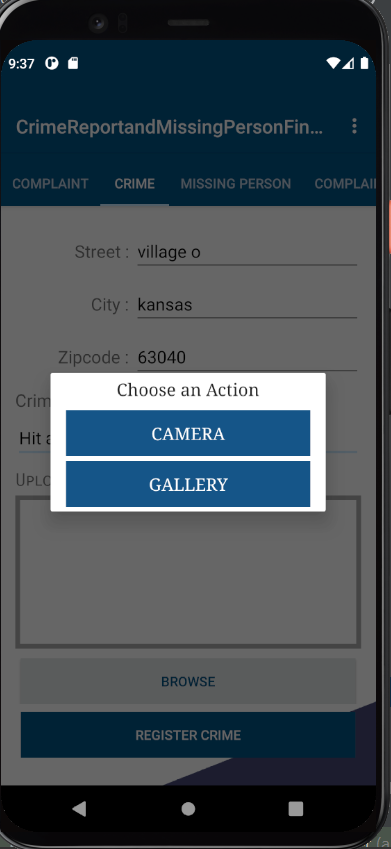 9:37
CrimeReportandMissingPersonFin...
COMPLAINT CRIME MISSING PERSON COMPLAI
Street : village o
City : kansas
Zipcode : 63040
Crim
Choose an Action
CAMERA
Hit a
GALLERY
UPLO
BROWSE
REGISTER CRIME